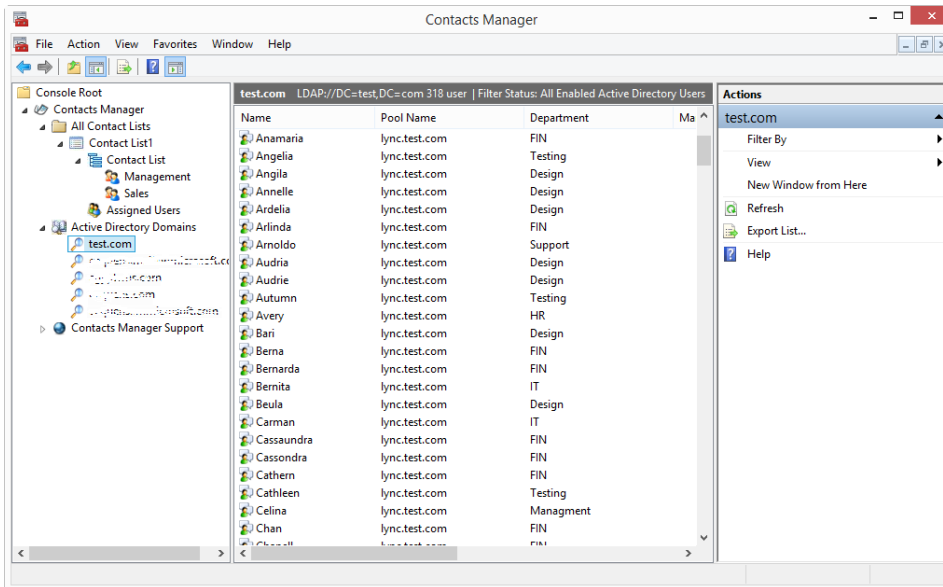 Contacts Manager
File Action View Favorites Window Help
Console Root
Contacts Manager
All Contact Lists
Contact List1
Contact List
Management
Sales
Assigned Users
Active Directory Domains
test.com
Contacts Manager Support
test.com LDAP://DC=test,DC=com 318 user | Filter Status: All Enabled Active Directory Users
Name Pool Name Department Ma
Anamaria lync.test.com FIN
Angelia lync.test.com Testing
Angila lync.test.com Design
Annelle lync.test.com Design
Ardelia lync.test.com Design
Arlinda lync.test.com FIN
Arnoldo lync.test.com Support
Audria lync.test.com Design
Audrie lync.test.com Design
Autumn lync.test.com Testing
Avery lync.test.com HR
Bari lync.test.com Design
Berna lync.test.com FIN
Bernarda lync.test.com FIN
Bernita lync.test.com IT
Beula lync.test.com Design
Carman lync.test.com IT
Cassaundra lync.test.com FIN
Cassondra lync.test.com FIN
Cathern lync.test.com FIN
Cathleen lync.test.com Testing
Celina lync.test.com Managment
Chan lync.test.com FIN
Actions
test.com
Filter By
View
New Window from Here
Refresh
Export List...
Help